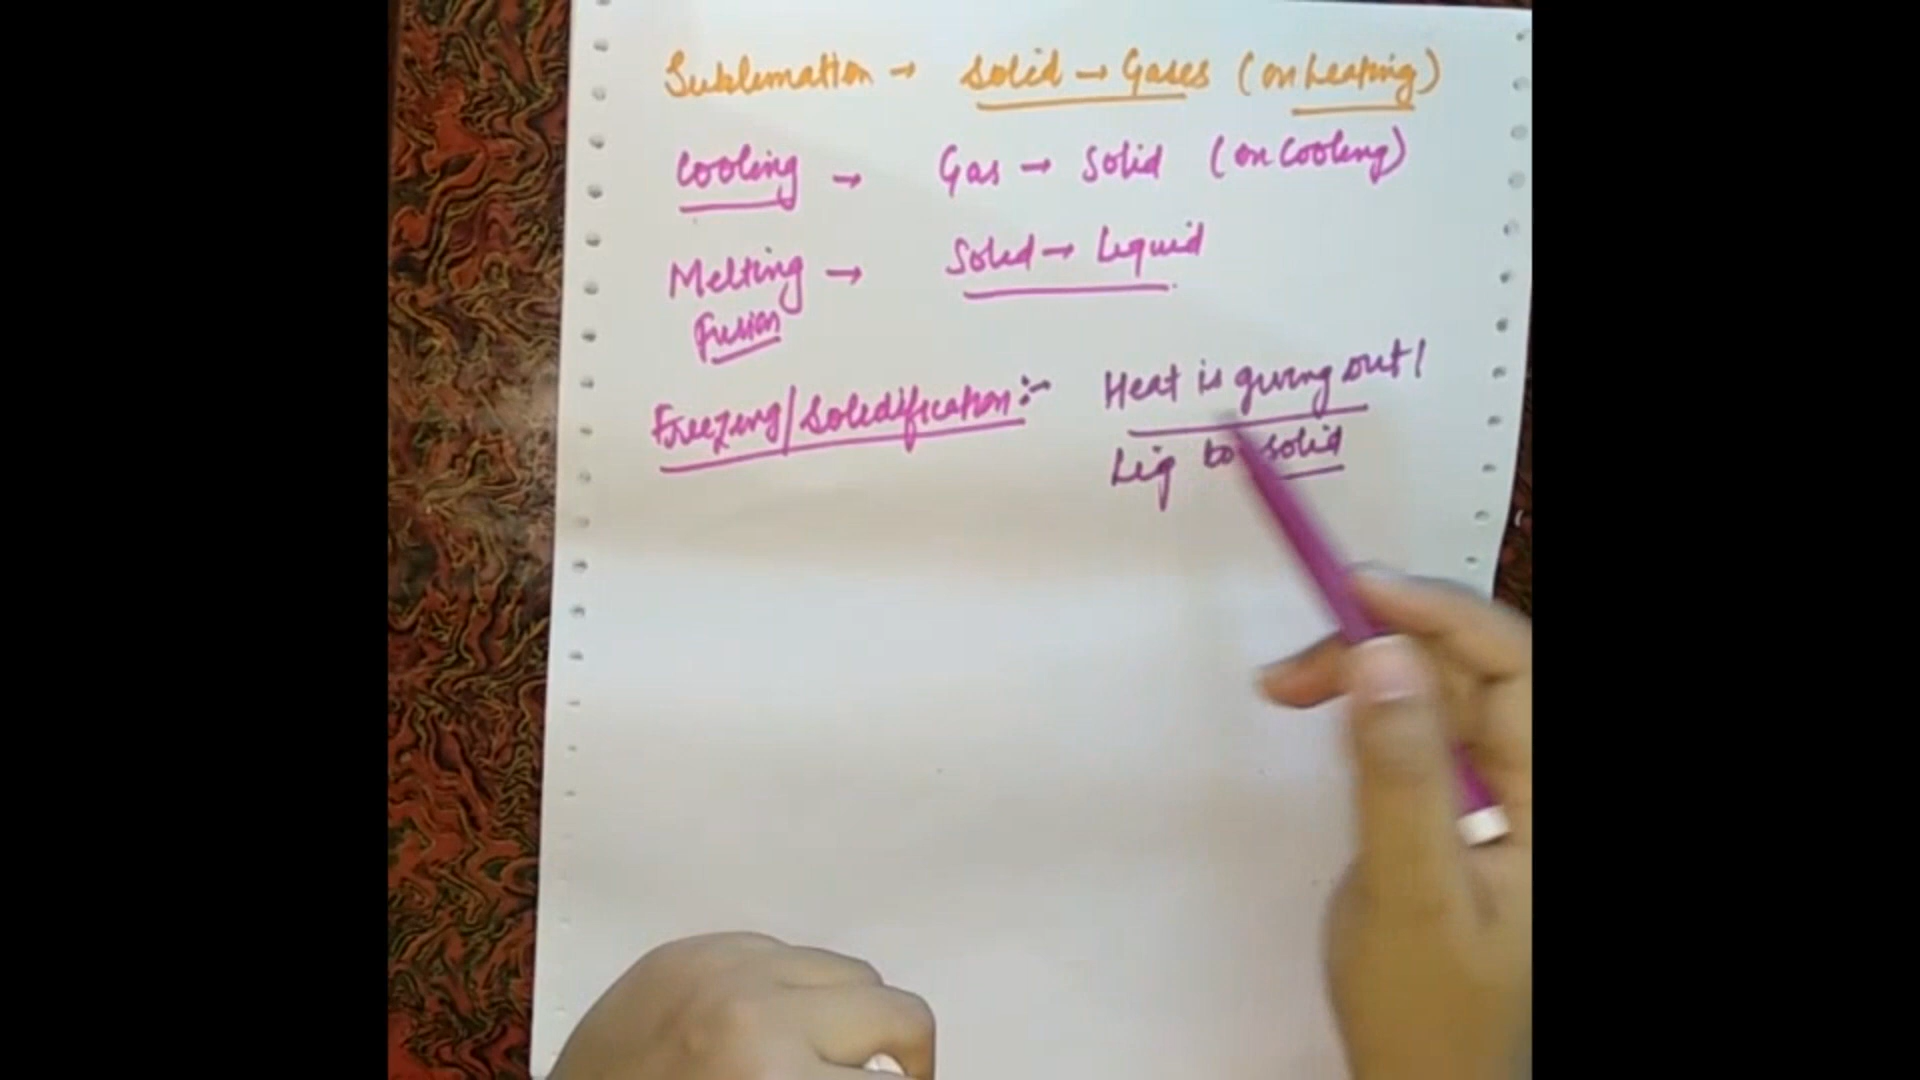 Sublimation → Solid → Gases (on heating)
Cooling → Gas → Solid (on cooling)
Melting → Solid → Liquid
Fusion
Freezing/Solidification:- Heat is giving out/
Liq to solid